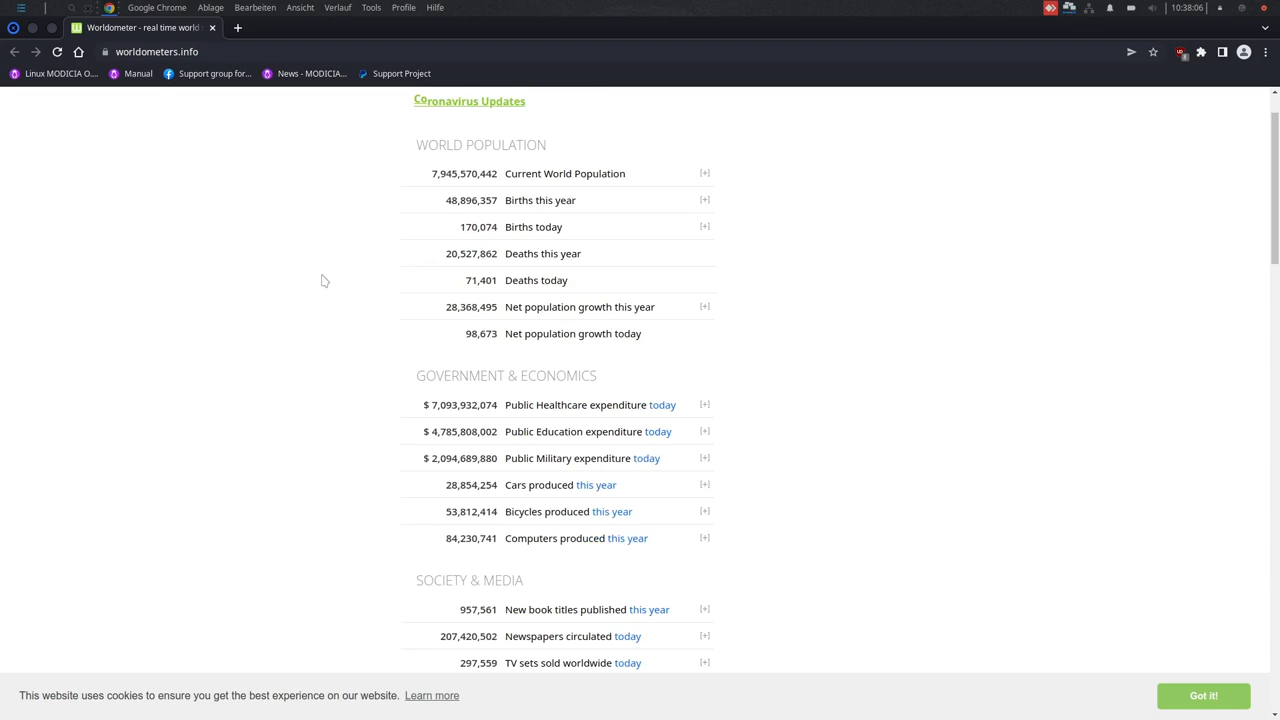 Google Chrome Ablage Bearbeiten Ansicht Verlauf Tools Profile Hilfe 10:38:06
Worldometer - real time world
worldometers.info
Linux MODICIA O.... Manual Support group for... News - MODICIA... Support Project
Coronavirus Updates
WORLD POPULATION
7,945,570,442 Current World Population [+]
48,896,357 Births this year [+]
170,074 Births today [+]
20,527,862 Deaths this year
71,401 Deaths today
28,368,495 Net population growth this year [+]
98,673 Net population growth today
GOVERNMENT & ECONOMICS
$ 7,093,932,074 Public Healthcare expenditure today [+]
$ 4,785,808,002 Public Education expenditure today [+]
$ 2,094,689,880 Public Military expenditure today [+]
28,854,254 Cars produced this year [+]
53,812,414 Bicycles produced this year [+]
84,230,741 Computers produced this year [+]
SOCIETY & MEDIA
957,561 New book titles published this year [+]
207,420,502 Newspapers circulated today [+]
297,559 TV sets sold worldwide today [+]
This website uses cookies to ensure you get the best experience on our website. Learn more Got it!